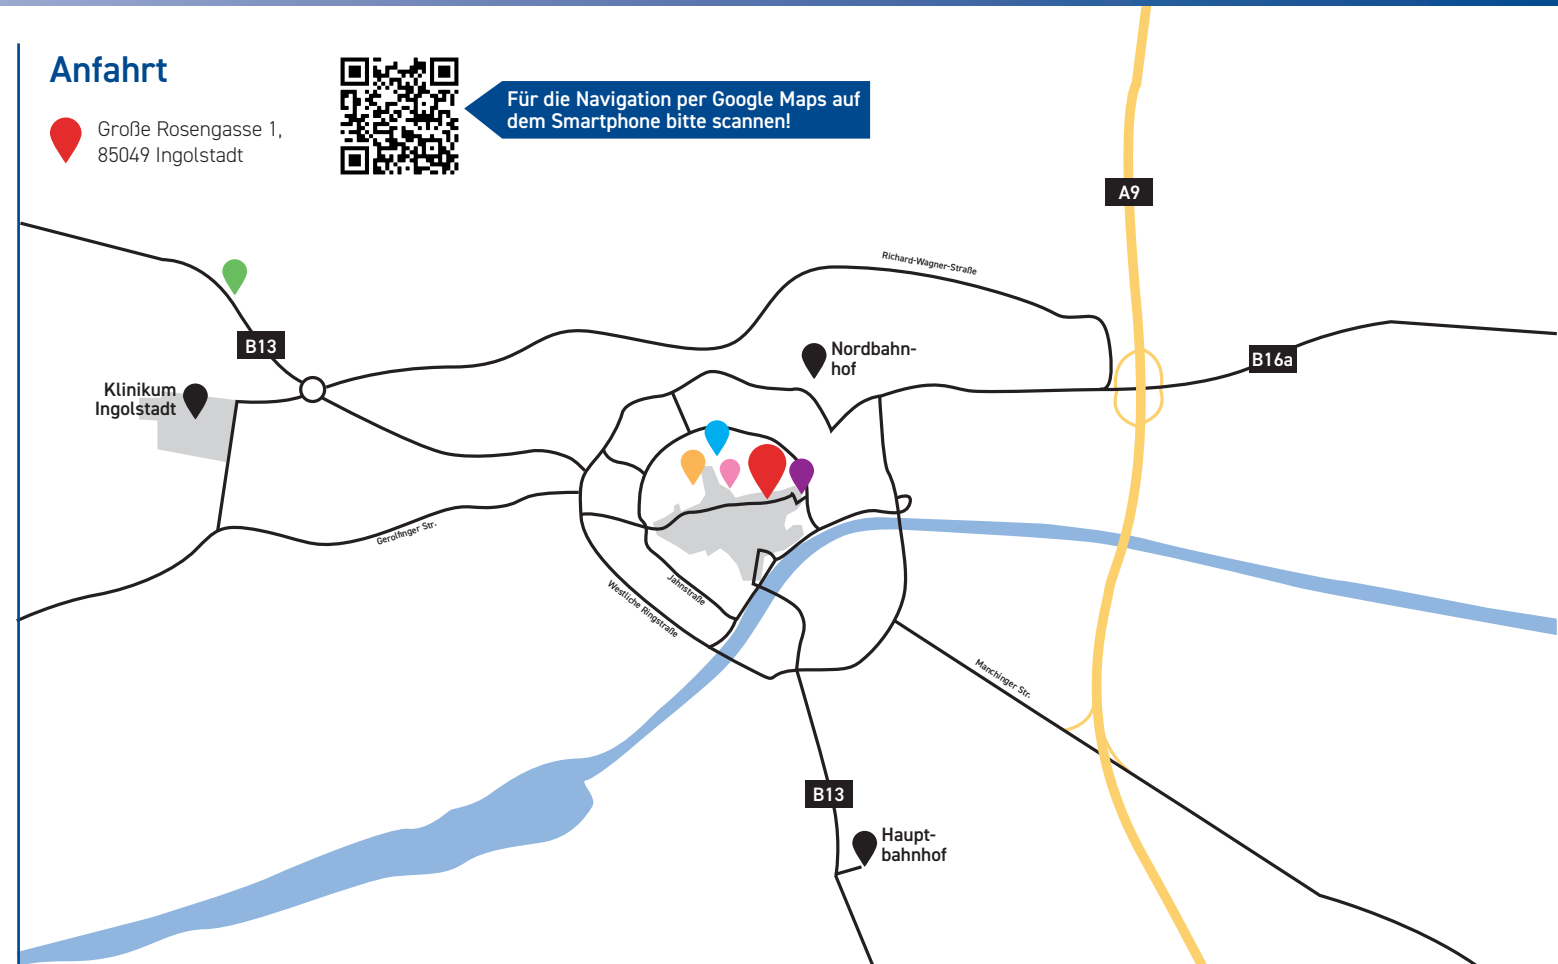 Anfahrt
Große Rosengasse 1,
85049 Ingolstadt
Für die Navigation per Google Maps auf
dem Smartphone bitte scannen!
A9
Richard-Wagner-Straße
B13
Nordbahn-
hof
B16a
Klinikum
Ingolstadt
Gerolfinger Str.
Jahnstraße
Westliche Ringstraße
Manchinger Str.
B13
Haupt-
bahnhof